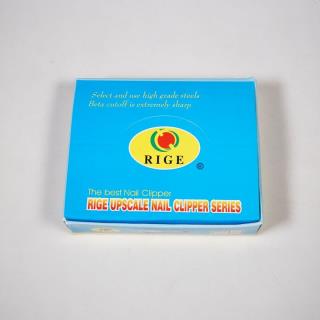 Select and use high grade steels
Beta cutoff is extremely sharp
RIGE
©
The best Nail Clipper
RIGE UPSCALE NAIL CLIPPER SERIES